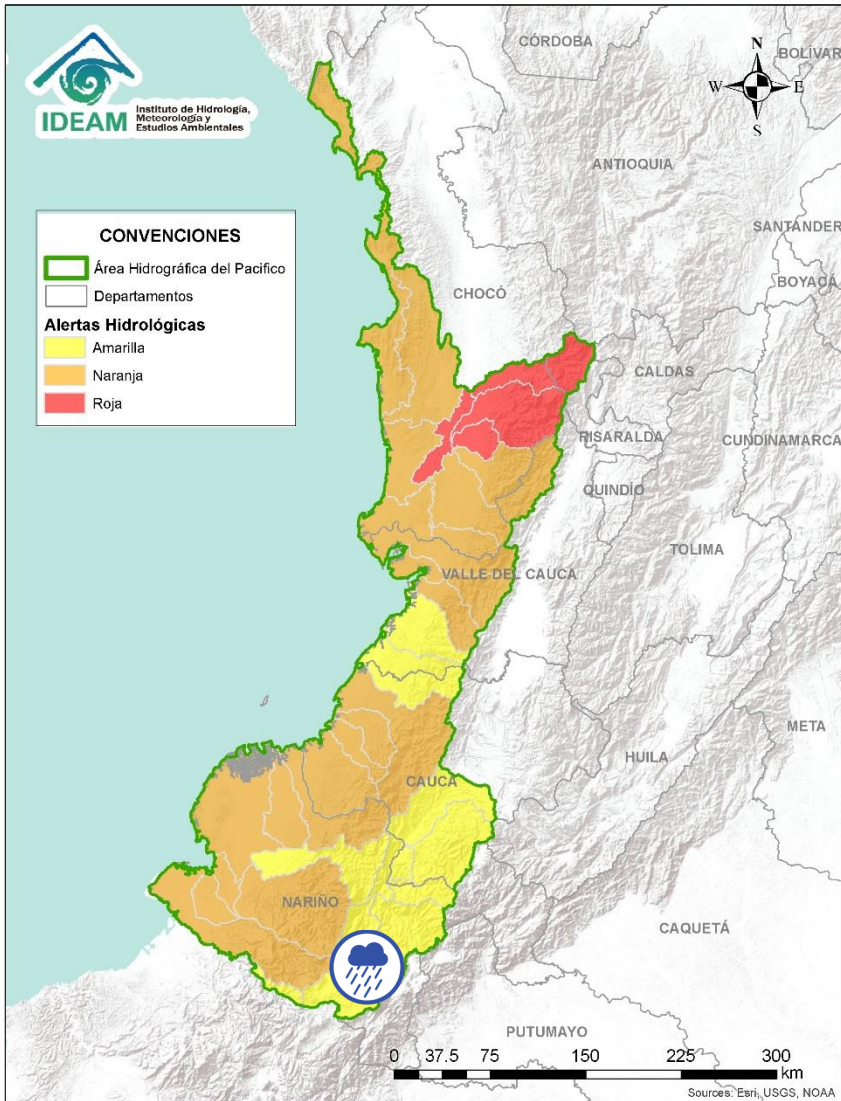 IDEAM
Instituto de Hidrología,
Meteorología y
Estudios Ambientales
CÓRDOBA
BOLÍVAR
N
W
E
S
ANTIOQUIA
SANTANDER
BOYACÁ
CONVENCIONES
Área Hidrográfica del Pacifico
Departamentos
Alertas Hidrológicas
Amarilla
Naranja
Roja
CHOCÓ
CALDAS
RISARALDA
CUNDINAMARCA
QUINDÍO
TOLIMA
VALLE DEL CAUCA
META
HUILA
CAUCA
NARIÑO
CAQUETÁ
PUTUMAYO
0 37.5 75 150 225 300
km
Sources: Esri, USGS, NOAA